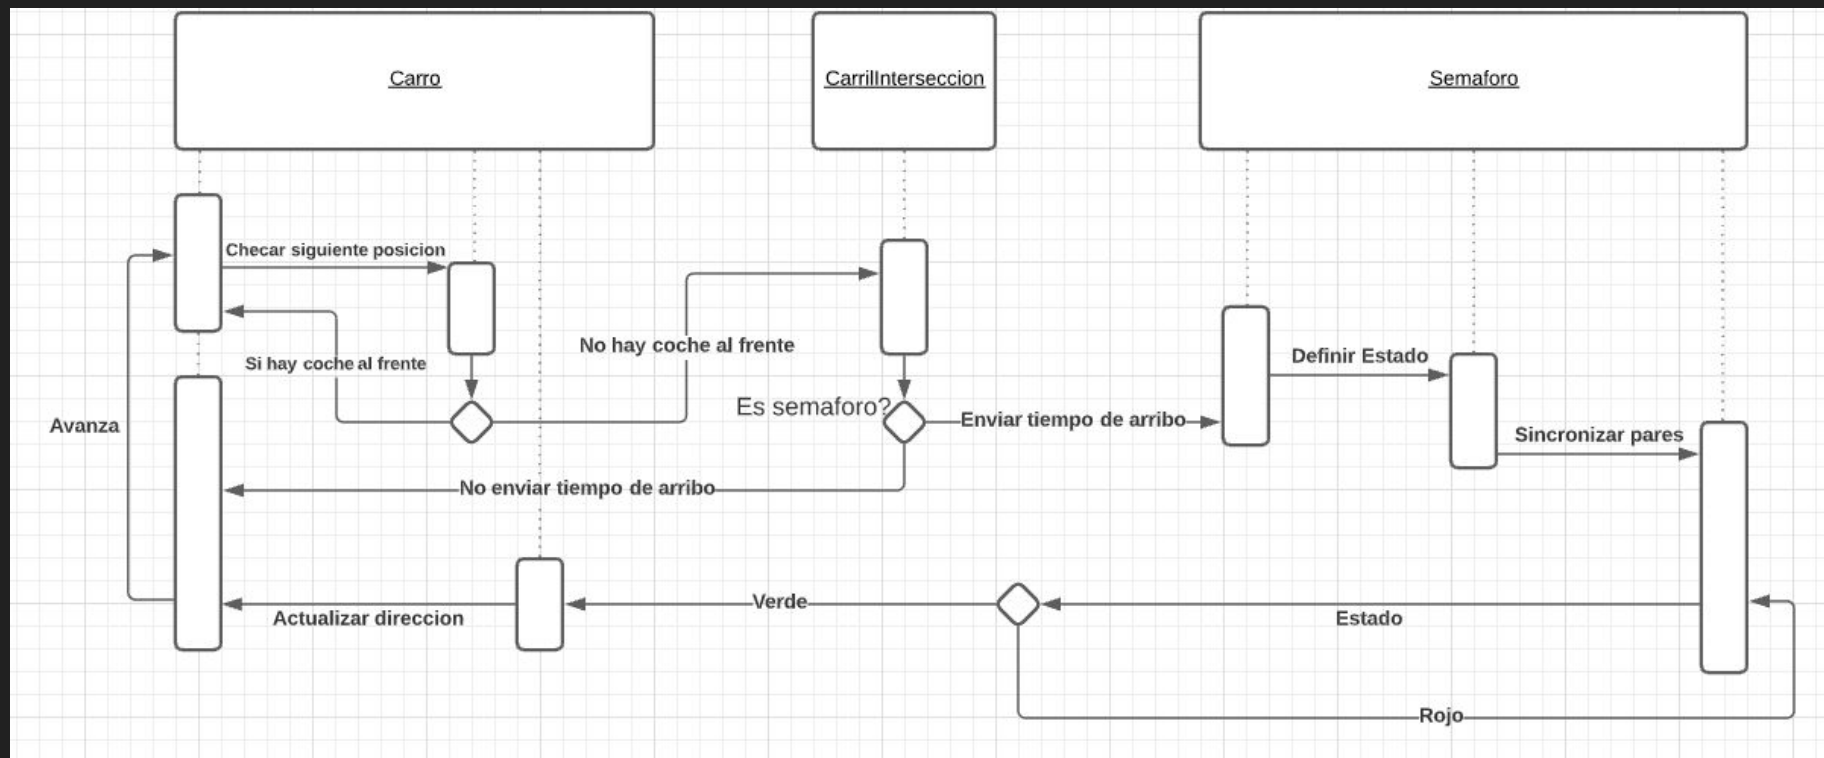 Carro
CarrilInterseccion
Semaforo
Checar siguiente posicion
No hay coche al frente
Definir Estado
Si hay coche al frente
Es semaforo?
Enviar tiempo de arribo
Avanza
Sincronizar pares
No enviar tiempo de arribo
Verde
Actualizar direccion
Estado
Rojo